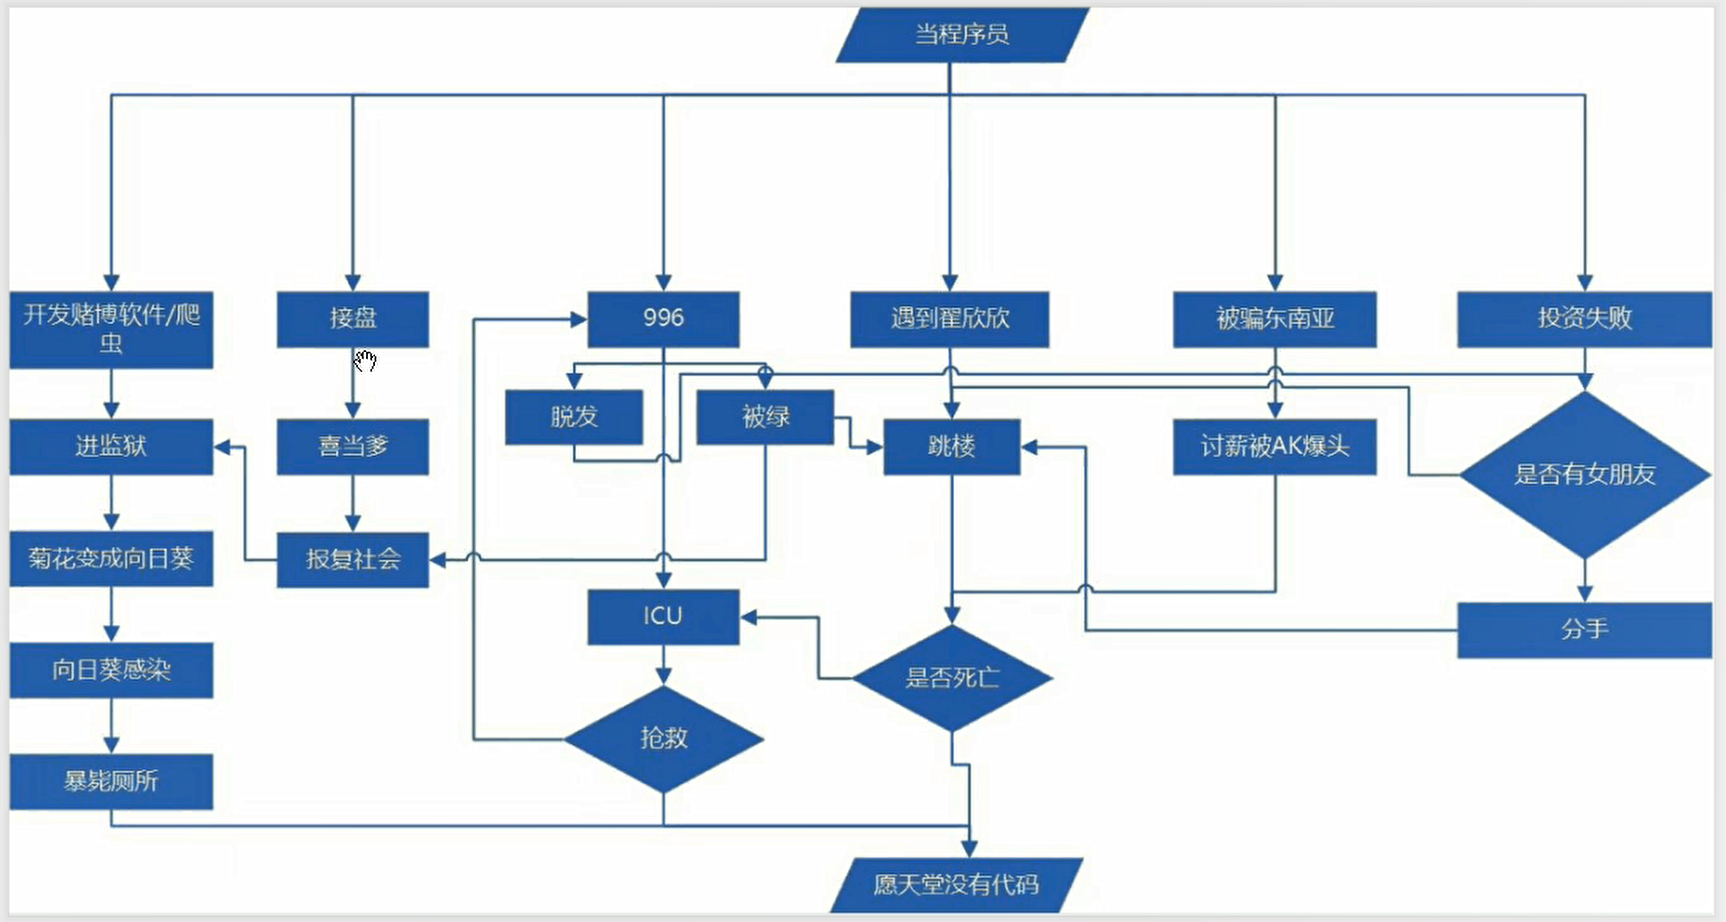 当程序员
开发赌博软件/爬
虫
接盘
996
遇到翟欣欣
被骗东南亚
投资失败
脱发
被绿
进监狱
喜当爹
跳楼
讨薪被AK爆头
是否有女朋友
菊花变成向日葵
报复社会
ICU
分手
向日葵感染
是否死亡
抢救
暴毙厕所
愿天堂没有代码